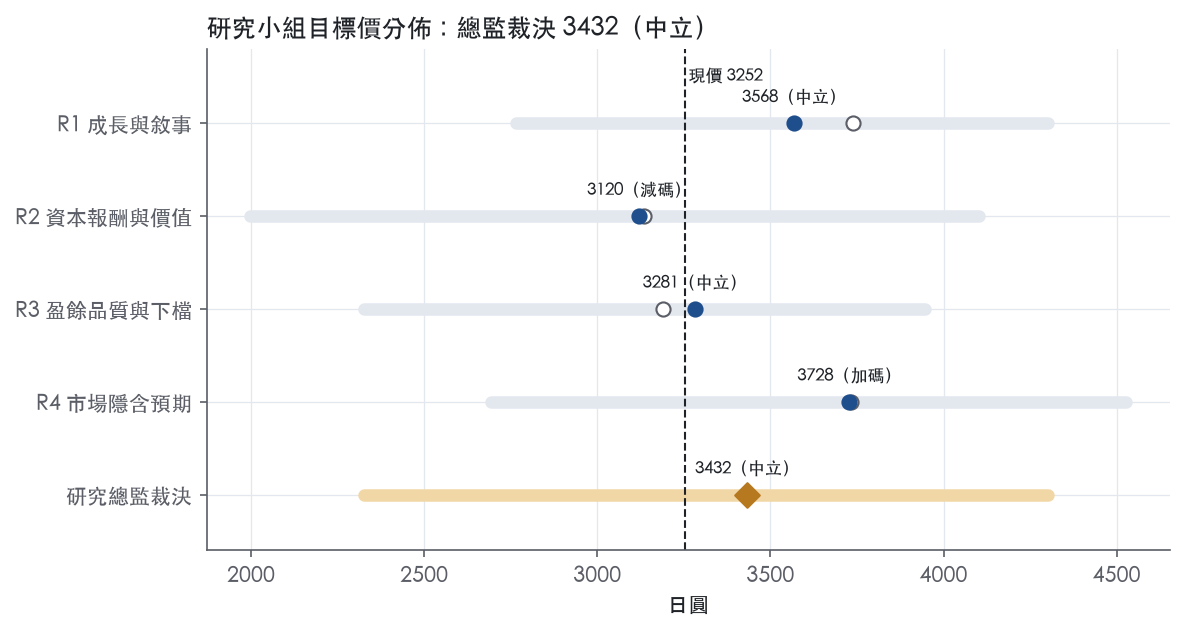 研究小組目標價分佈：總監裁決 3432（中立）
現價 3252
3568（中立）
R1 成長與敘事
3120（減碼）
R2 資本報酬與價值
3281（中立）
R3 盈餘品質與下檔
3728（加碼）
R4 市場隱含預期
3432（中立）
研究總監裁決
2000 2500 3000 3500 4000 4500
日圓